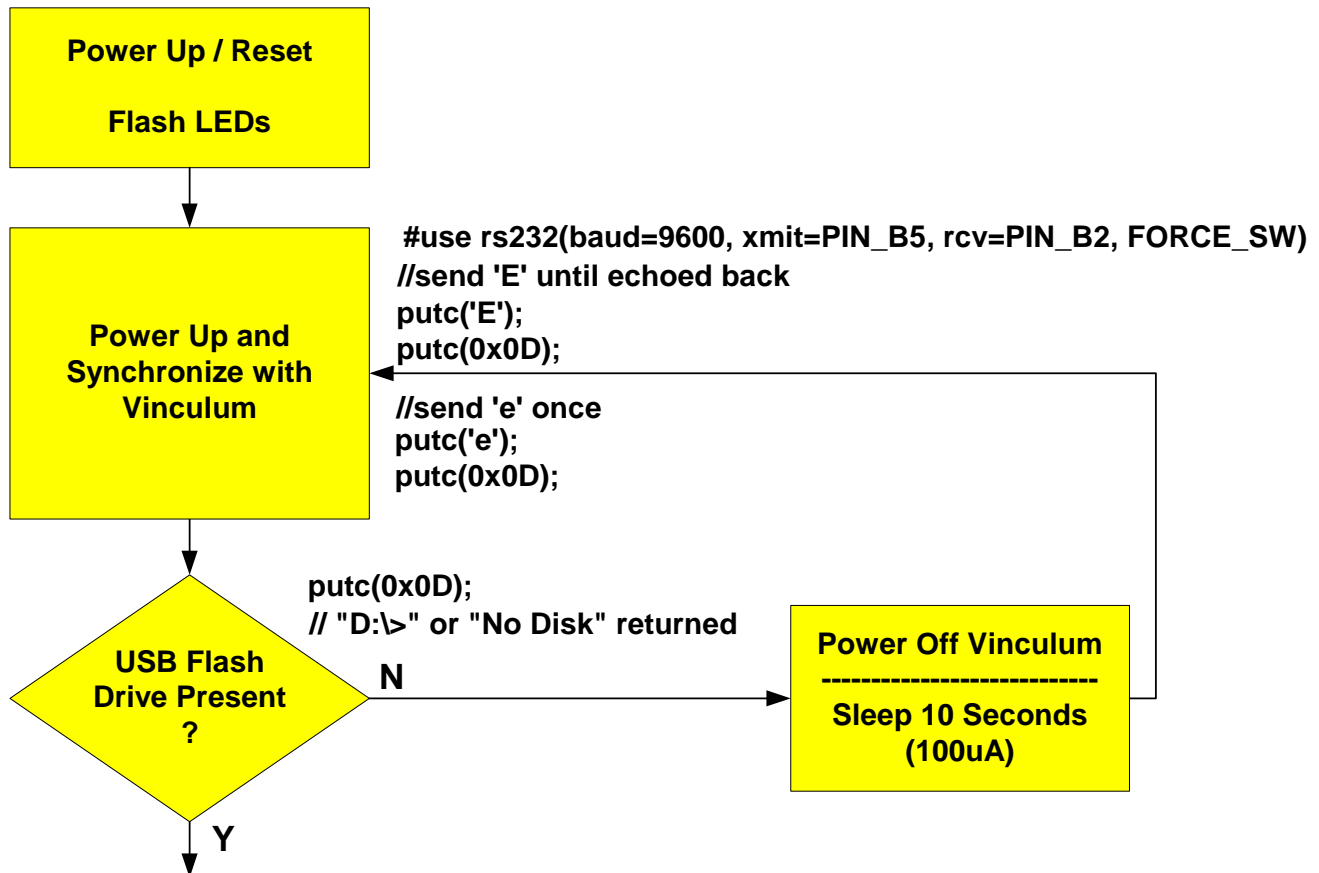 Power Up / Reset
Flash LEDs
#use rs232(baud=9600, xmit=PIN_B5, rcv=PIN_B2, FORCE_SW)
//send 'E' until echoed back
putc('E');
putc(0x0D);
Power Up and
Synchronize with
Vinculum
//send 'e' once
putc('e');
putc(0x0D);
putc(0x0D);
// "D:\>" or "No Disk" returned
USB Flash
Drive Present
?
N
Power Off Vinculum
----------------------------
Sleep 10 Seconds
(100uA)
Y